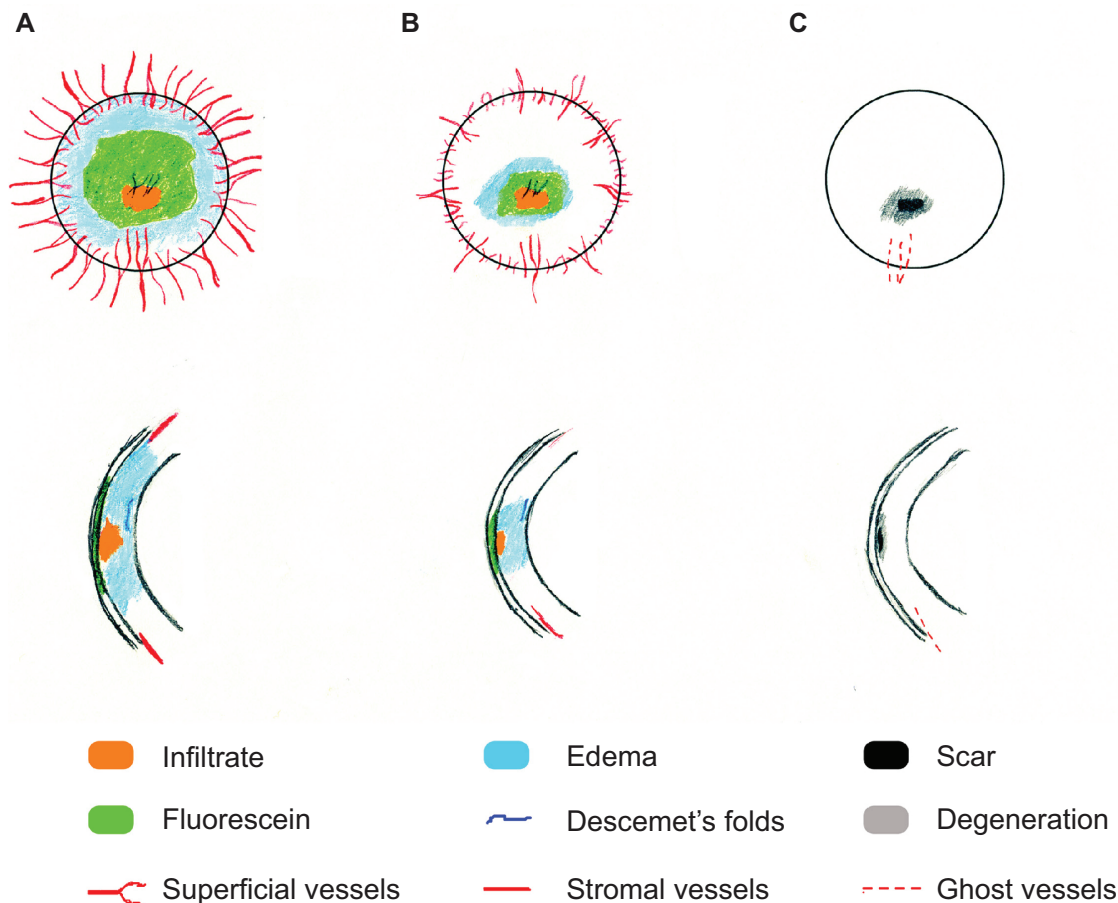 A
B
C
Infiltrate
Edema
Scar
Fluorescein
Descemet's folds
Degeneration
Superficial vessels
Stromal vessels
Ghost vessels